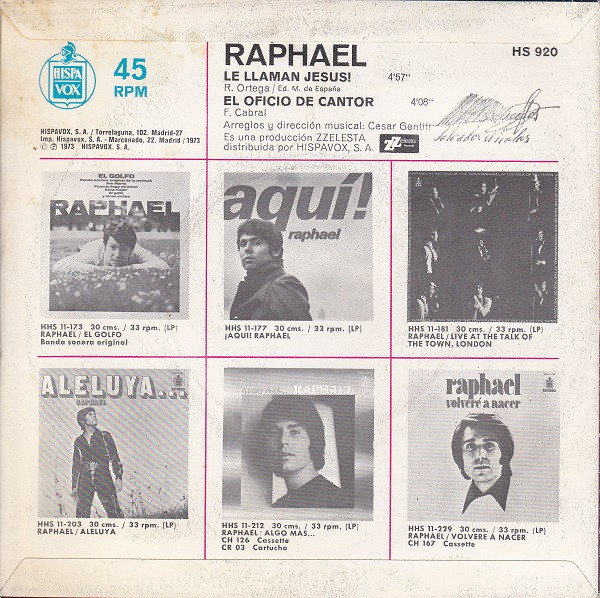 HISPA
VOX
45
RPM
RAPHAEL
HS 920
LE LLAMAN JESUS!
4'57"
R. Ortega / Ed. M. de España
EL OFICIO DE CANTOR
4'08"
F. Cabral
Arreglos y dirección musical: Cesar Gentili
Es una producción ZZELESTA
distribuida por HISPAVOX, S. A.
Zzelesta
HISPAVOX, S. A. / Torrelaguna, 102. Madrid-27
Imp. Hispavox, S. A. - Marcenado, 22. Madrid / 1973
© ℗ 1973 HISPAVOX, S. A.
EL GOLFO
RAPHAEL
HHS 11-173 30 cms. / 33 rpm. (LP)
RAPHAEL / EL GOLFO
Banda sonora original
aquí!
raphael
HHS 11-177 30 cms. / 33 rpm. (LP)
¡AQUI! RAPHAEL
HHS 11-181 30 cms. / 33 rpm. (LP)
RAPHAEL / LIVE AT THE TALK OF
THE TOWN, LONDON
ALELUYA...
RAPHAEL
HHS 11-203 30 cms. / 33 rpm. (LP)
RAPHAEL / ALELUYA
ALGO MAS... RAPHAEL
HHS 11-212 30 cms. / 33 rpm. (LP)
RAPHAEL / ALGO MAS...
CH 126 Cassette
CR 03 Cartucho
raphael
volveré a nacer
HHS 11-229 30 cms. / 33 rpm. (LP)
RAPHAEL / VOLVERE A NACER
CH 167 Cassette